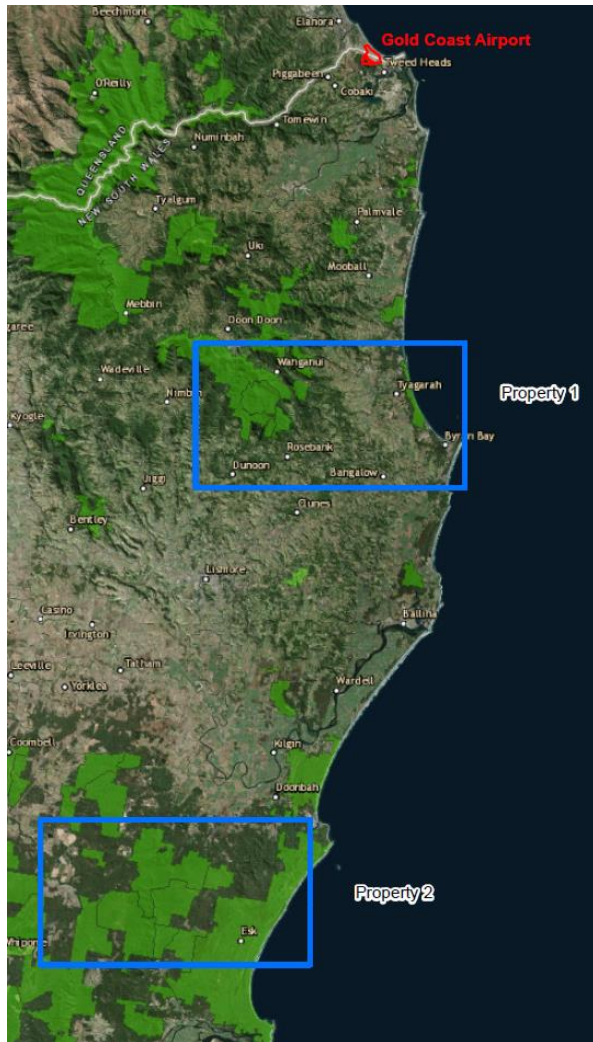 Beechmont
Elanora
Gold Coast Airport
Tweed Heads
O'Reilly
Piggabeen
Cobaki
Tomewin
QUEENSLAND
NEW SOUTH WALES
Numinbah
Tyalgum
Palmvale
Uki
Mooball
Mebbin
Doon Doon
garee
Wadeville
Wanganui
Nimbin
Tyagarah
Property 1
Kyogle
Byron Bay
Rosebank
Dunoon
Bangalow
Jiggi
Clunes
Bentley
Lismore
Casino
Irvington
Ballina
Leeville
Tatham
Yorklea
Wardell
Coombell
Kilgin
Doonbah
Property 2
Esk
Whiporie